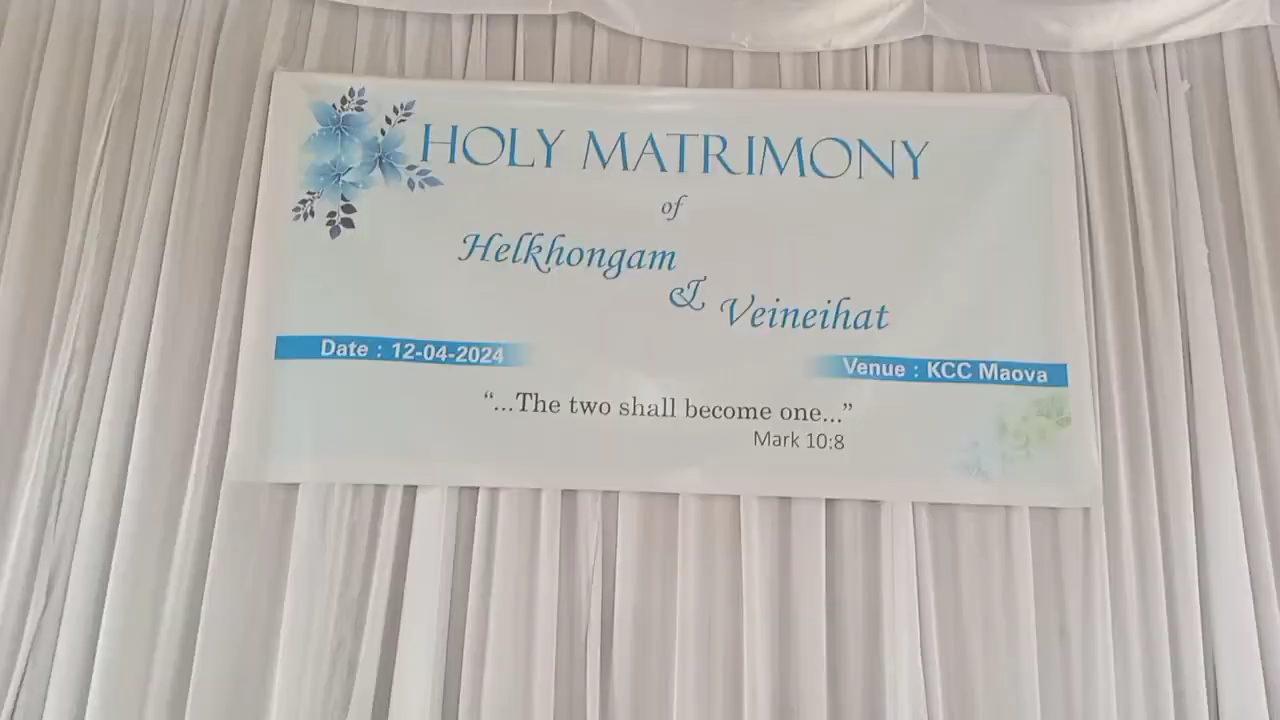 HOLY MATRIMONY
of
Helkhongam
&
Veineihat
Date : 12-04-2024
Venue : KCC Maova
“...The two shall become one...”
Mark 10:8